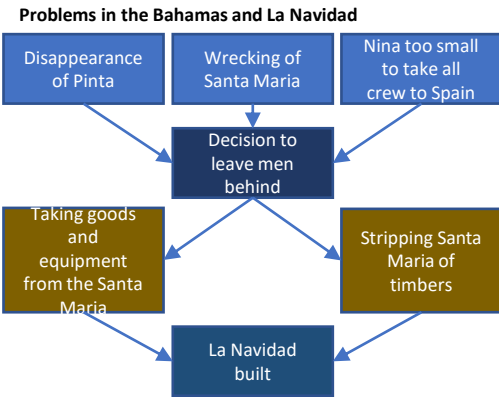 Problems in the Bahamas and La Navidad
Disappearance
of Pinta
Wrecking of
Santa Maria
Nina too small
to take all
crew to Spain
Decision to
leave men
behind
Taking goods
and
equipment
from the Santa
Maria
Stripping Santa
Maria of
timbers
La Navidad
built